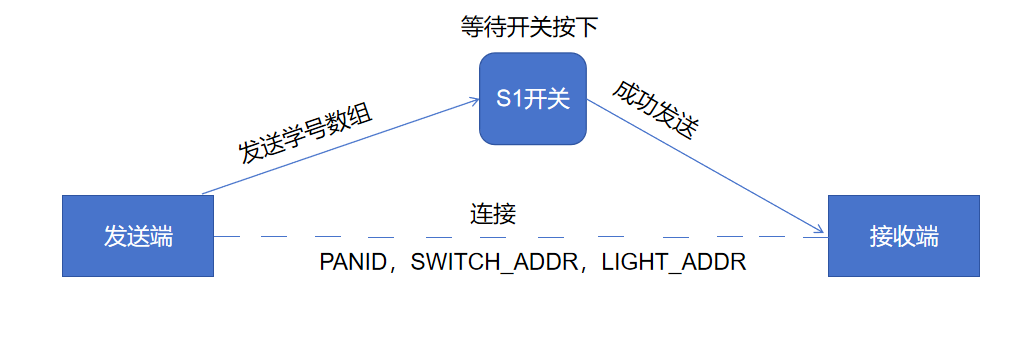 等待开关按下
S1开关
发送学号数组
成功发送
发送端
连接
接收端
PANID，SWITCH_ADDR，LIGHT_ADDR